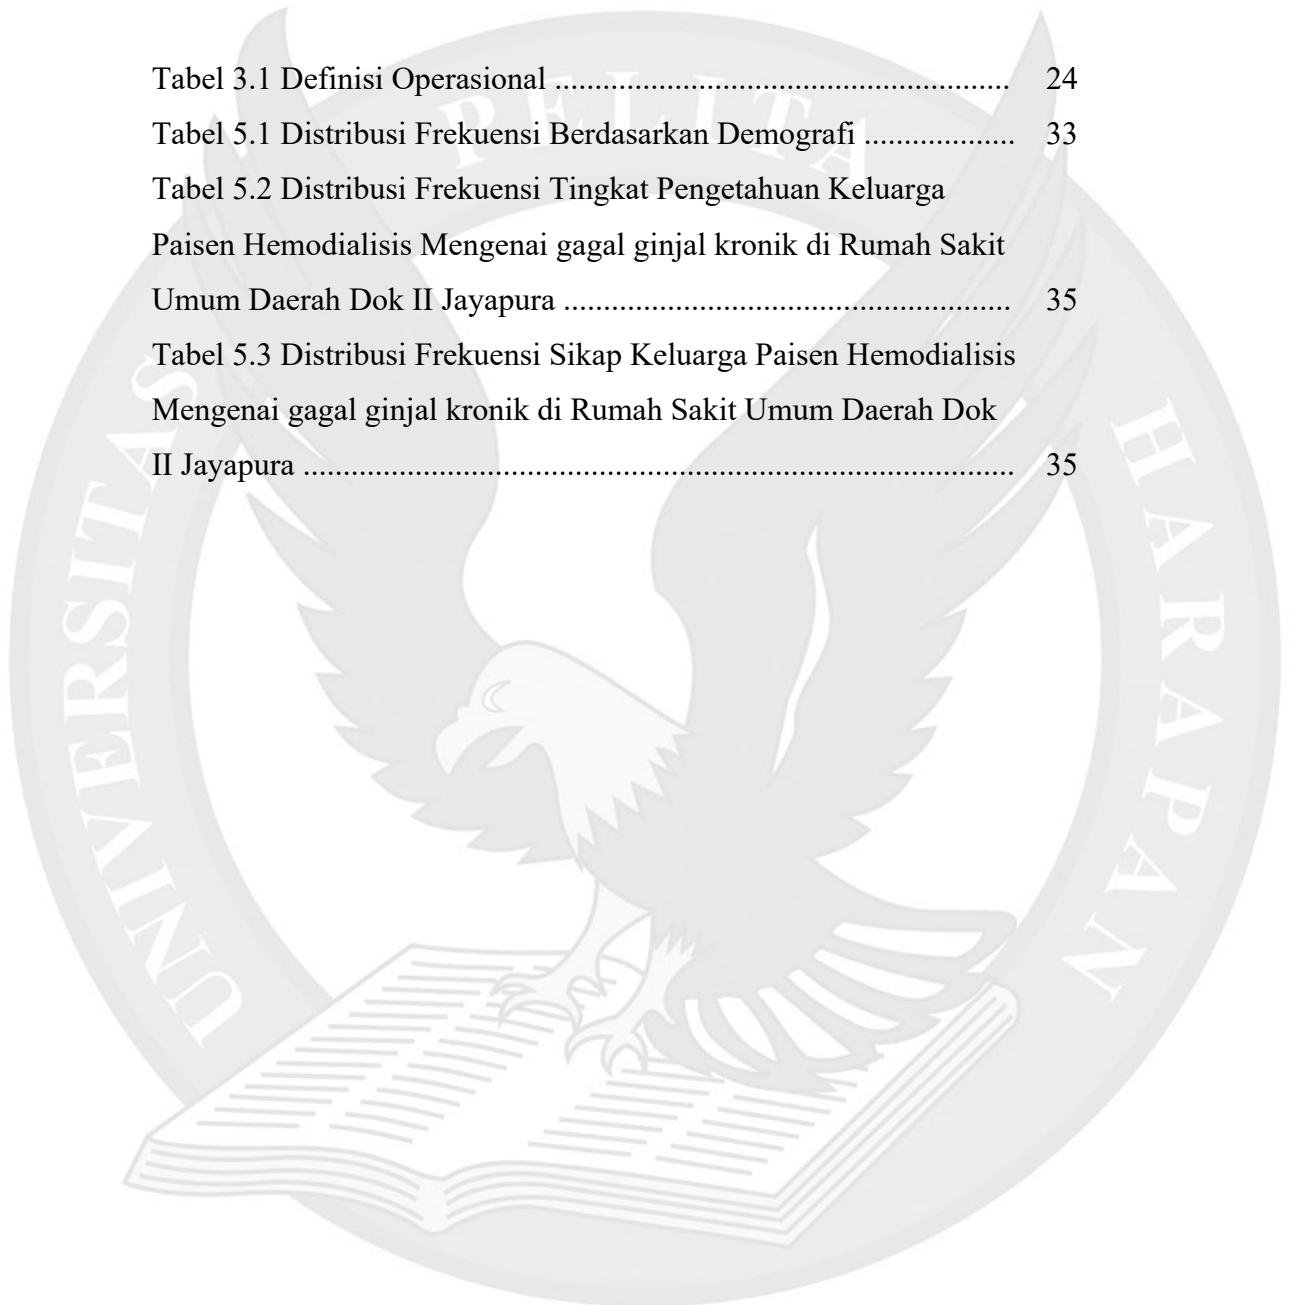 Tabel 3.1 Definisi Operasional ......................................................... 24
Tabel 5.1 Distribusi Frekuensi Berdasarkan Demografi ................... 33
Tabel 5.2 Distribusi Frekuensi Tingkat Pengetahuan Keluarga
Paisen Hemodialisis Mengenai gagal ginjal kronik di Rumah Sakit
Umum Daerah Dok II Jayapura ........................................................ 35
Tabel 5.3 Distribusi Frekuensi Sikap Keluarga Paisen Hemodialisis
Mengenai gagal ginjal kronik di Rumah Sakit Umum Daerah Dok
II Jayapura ......................................................................................... 35
UNIVERSITAS PELITA HARAPAN